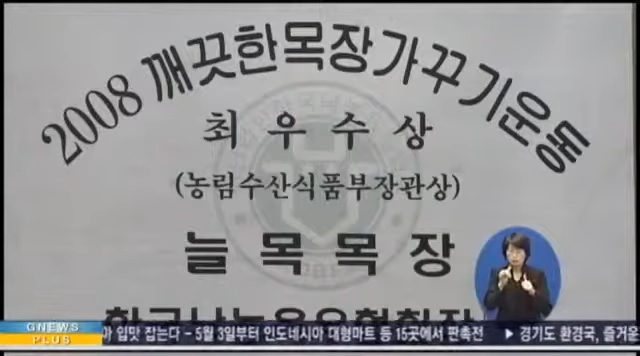 2008 깨끗한목장가꾸기운동
최우수상
(농림수산식품부장관상)
늘목목장
GNEWS PLUS
아 입맛 잡는다 - 5월 3일부터 인도네시아 대형마트 등 15곳에서 판촉전 ▶ 경기도 환경국, 즐거운